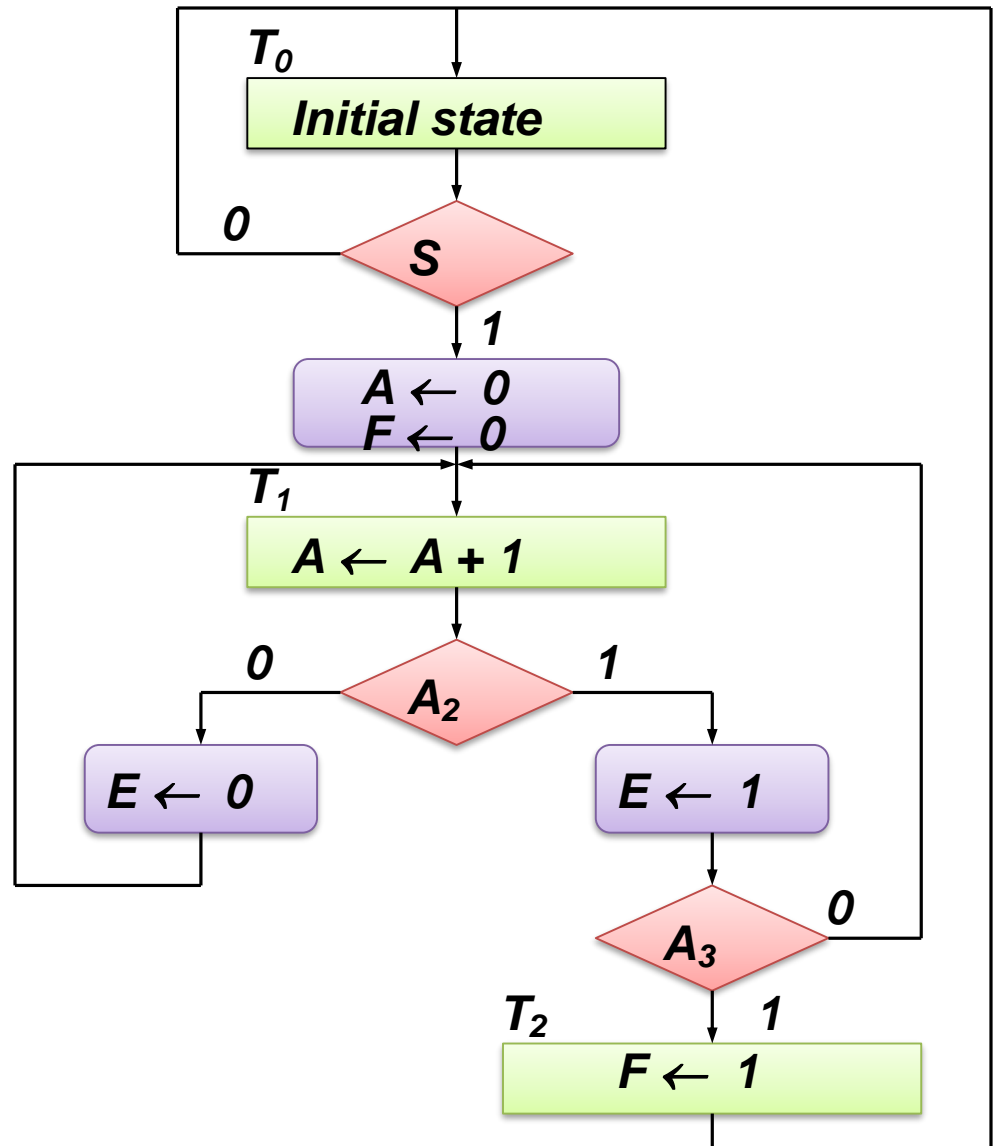 T₀
Initial state
0
S
1
A ← 0
F ← 0
T₁
A ← A + 1
0
1
A₂
E ← 0
E ← 1
0
A₃
T₂
1
F ← 1